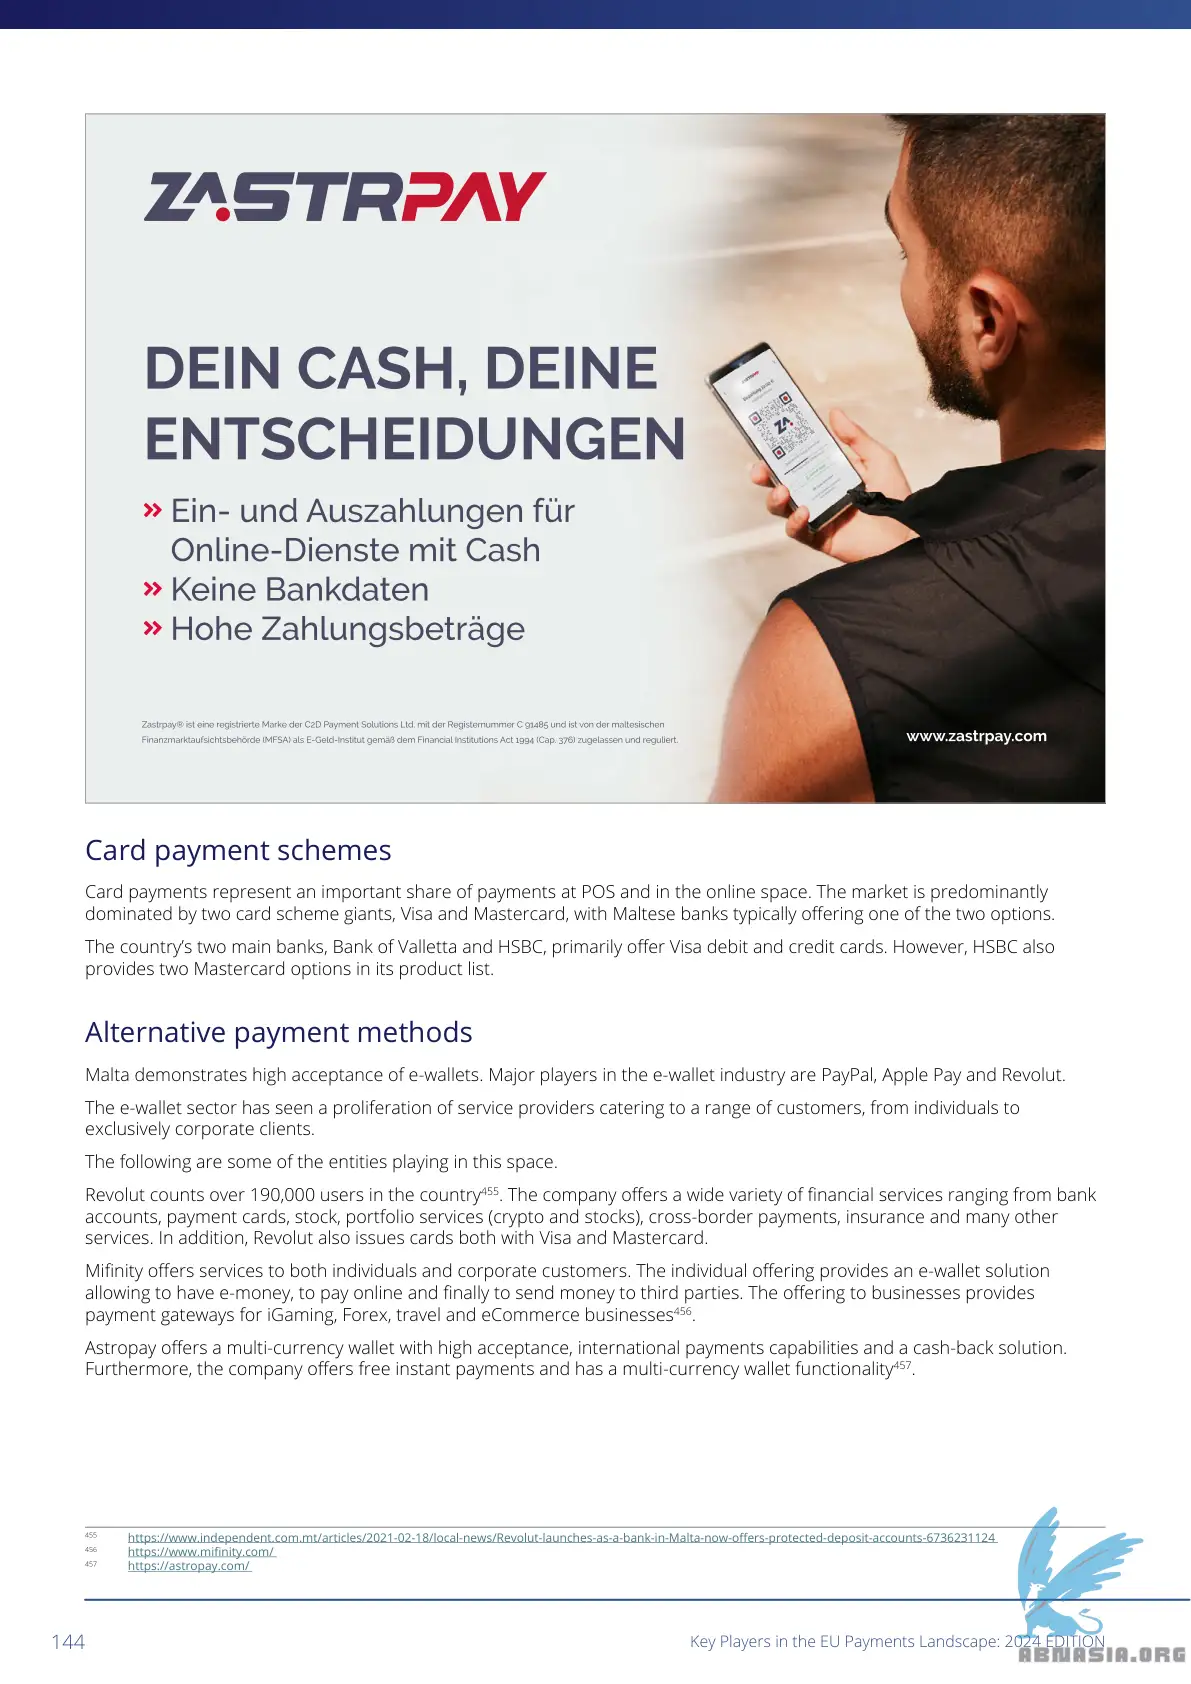 ZASTRPAY
DEIN CASH, DEINE
ENTSCHEIDUNGEN
» Ein- und Auszahlungen für
Online-Dienste mit Cash
» Keine Bankdaten
» Hohe Zahlungsbeträge
Zastrpay® ist eine registrierte Marke der C2D Payment Solutions Ltd. mit der Registernummer C 91485 und ist von der maltesischen
Finanzmarktaufsichtsbehörde (MFSA) als E-Geld-Institut gemäß dem Financial Institutions Act 1994 (Cap. 376) zugelassen und reguliert.
www.zastrpay.com
Card payment schemes
Card payments represent an important share of payments at POS and in the online space. The market is predominantly
dominated by two card scheme giants, Visa and Mastercard, with Maltese banks typically offering one of the two options.
The country’s two main banks, Bank of Valletta and HSBC, primarily offer Visa debit and credit cards. However, HSBC also
provides two Mastercard options in its product list.
Alternative payment methods
Malta demonstrates high acceptance of e-wallets. Major players in the e-wallet industry are PayPal, Apple Pay and Revolut.
The e-wallet sector has seen a proliferation of service providers catering to a range of customers, from individuals to
exclusively corporate clients.
The following are some of the entities playing in this space.
Revolut counts over 190,000 users in the country455. The company offers a wide variety of financial services ranging from bank
accounts, payment cards, stock, portfolio services (crypto and stocks), cross-border payments, insurance and many other
services. In addition, Revolut also issues cards both with Visa and Mastercard.
Mifinity offers services to both individuals and corporate customers. The individual offering provides an e-wallet solution
allowing to have e-money, to pay online and finally to send money to third parties. The offering to businesses provides
payment gateways for iGaming, Forex, travel and eCommerce businesses456.
Astropay offers a multi-currency wallet with high acceptance, international payments capabilities and a cash-back solution.
Furthermore, the company offers free instant payments and has a multi-currency wallet functionality457.
455 https://www.independent.com.mt/articles/2021-02-18/local-news/Revolut-launches-as-a-bank-in-Malta-now-offers-protected-deposit-accounts-6736231124
456 https://www.mifinity.com/
457 https://astropay.com/
144
Key Players in the EU Payments Landscape: 2024 EDITION
ABNASIA.ORG